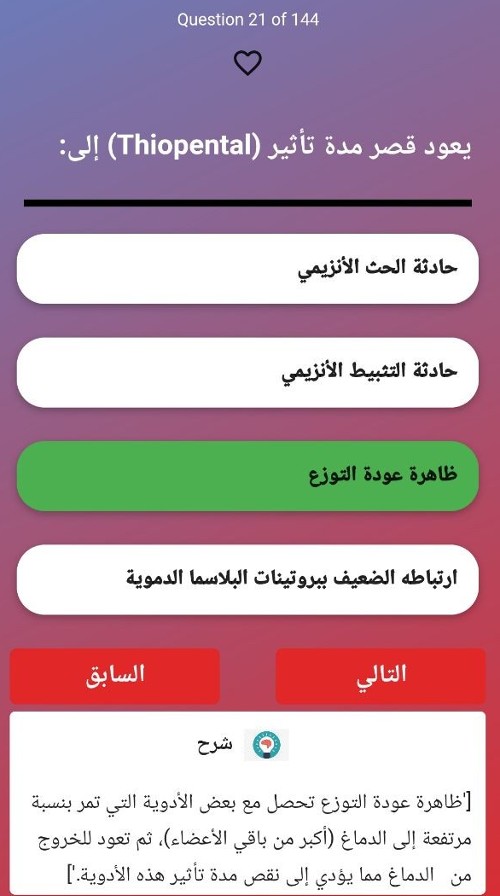 Question 21 of 144
يعود قصر مدة تأثير (Thiopental) إلى:
حادثة الحث الأنزيمي
حادثة التثبيط الأنزيمي
ظاهرة عودة التوزع
ارتباطه الضعيف ببروتينات البلاسما الدموية
التالي
السابق
شرح
['ظاهرة عودة التوزع تحصل مع بعض الأدوية التي تمر بنسبة
مرتفعة إلى الدماغ (أكبر من باقي الأعضاء)، ثم تعود للخروج
من الدماغ مما يؤدي إلى نقص مدة تأثير هذه الأدوية.']